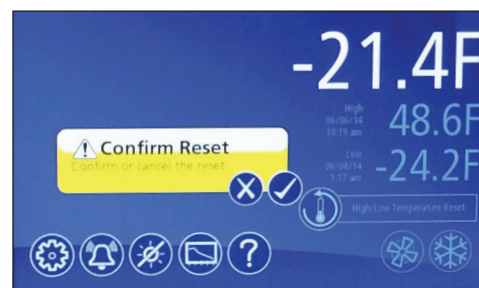 -21.4F
High
06/06/14
10:19 am
48.6F
Low
06/08/14
1:17 am
-24.2F
Confirm Reset
Confirm or cancel the reset.
High/Low Temperature Reset
?